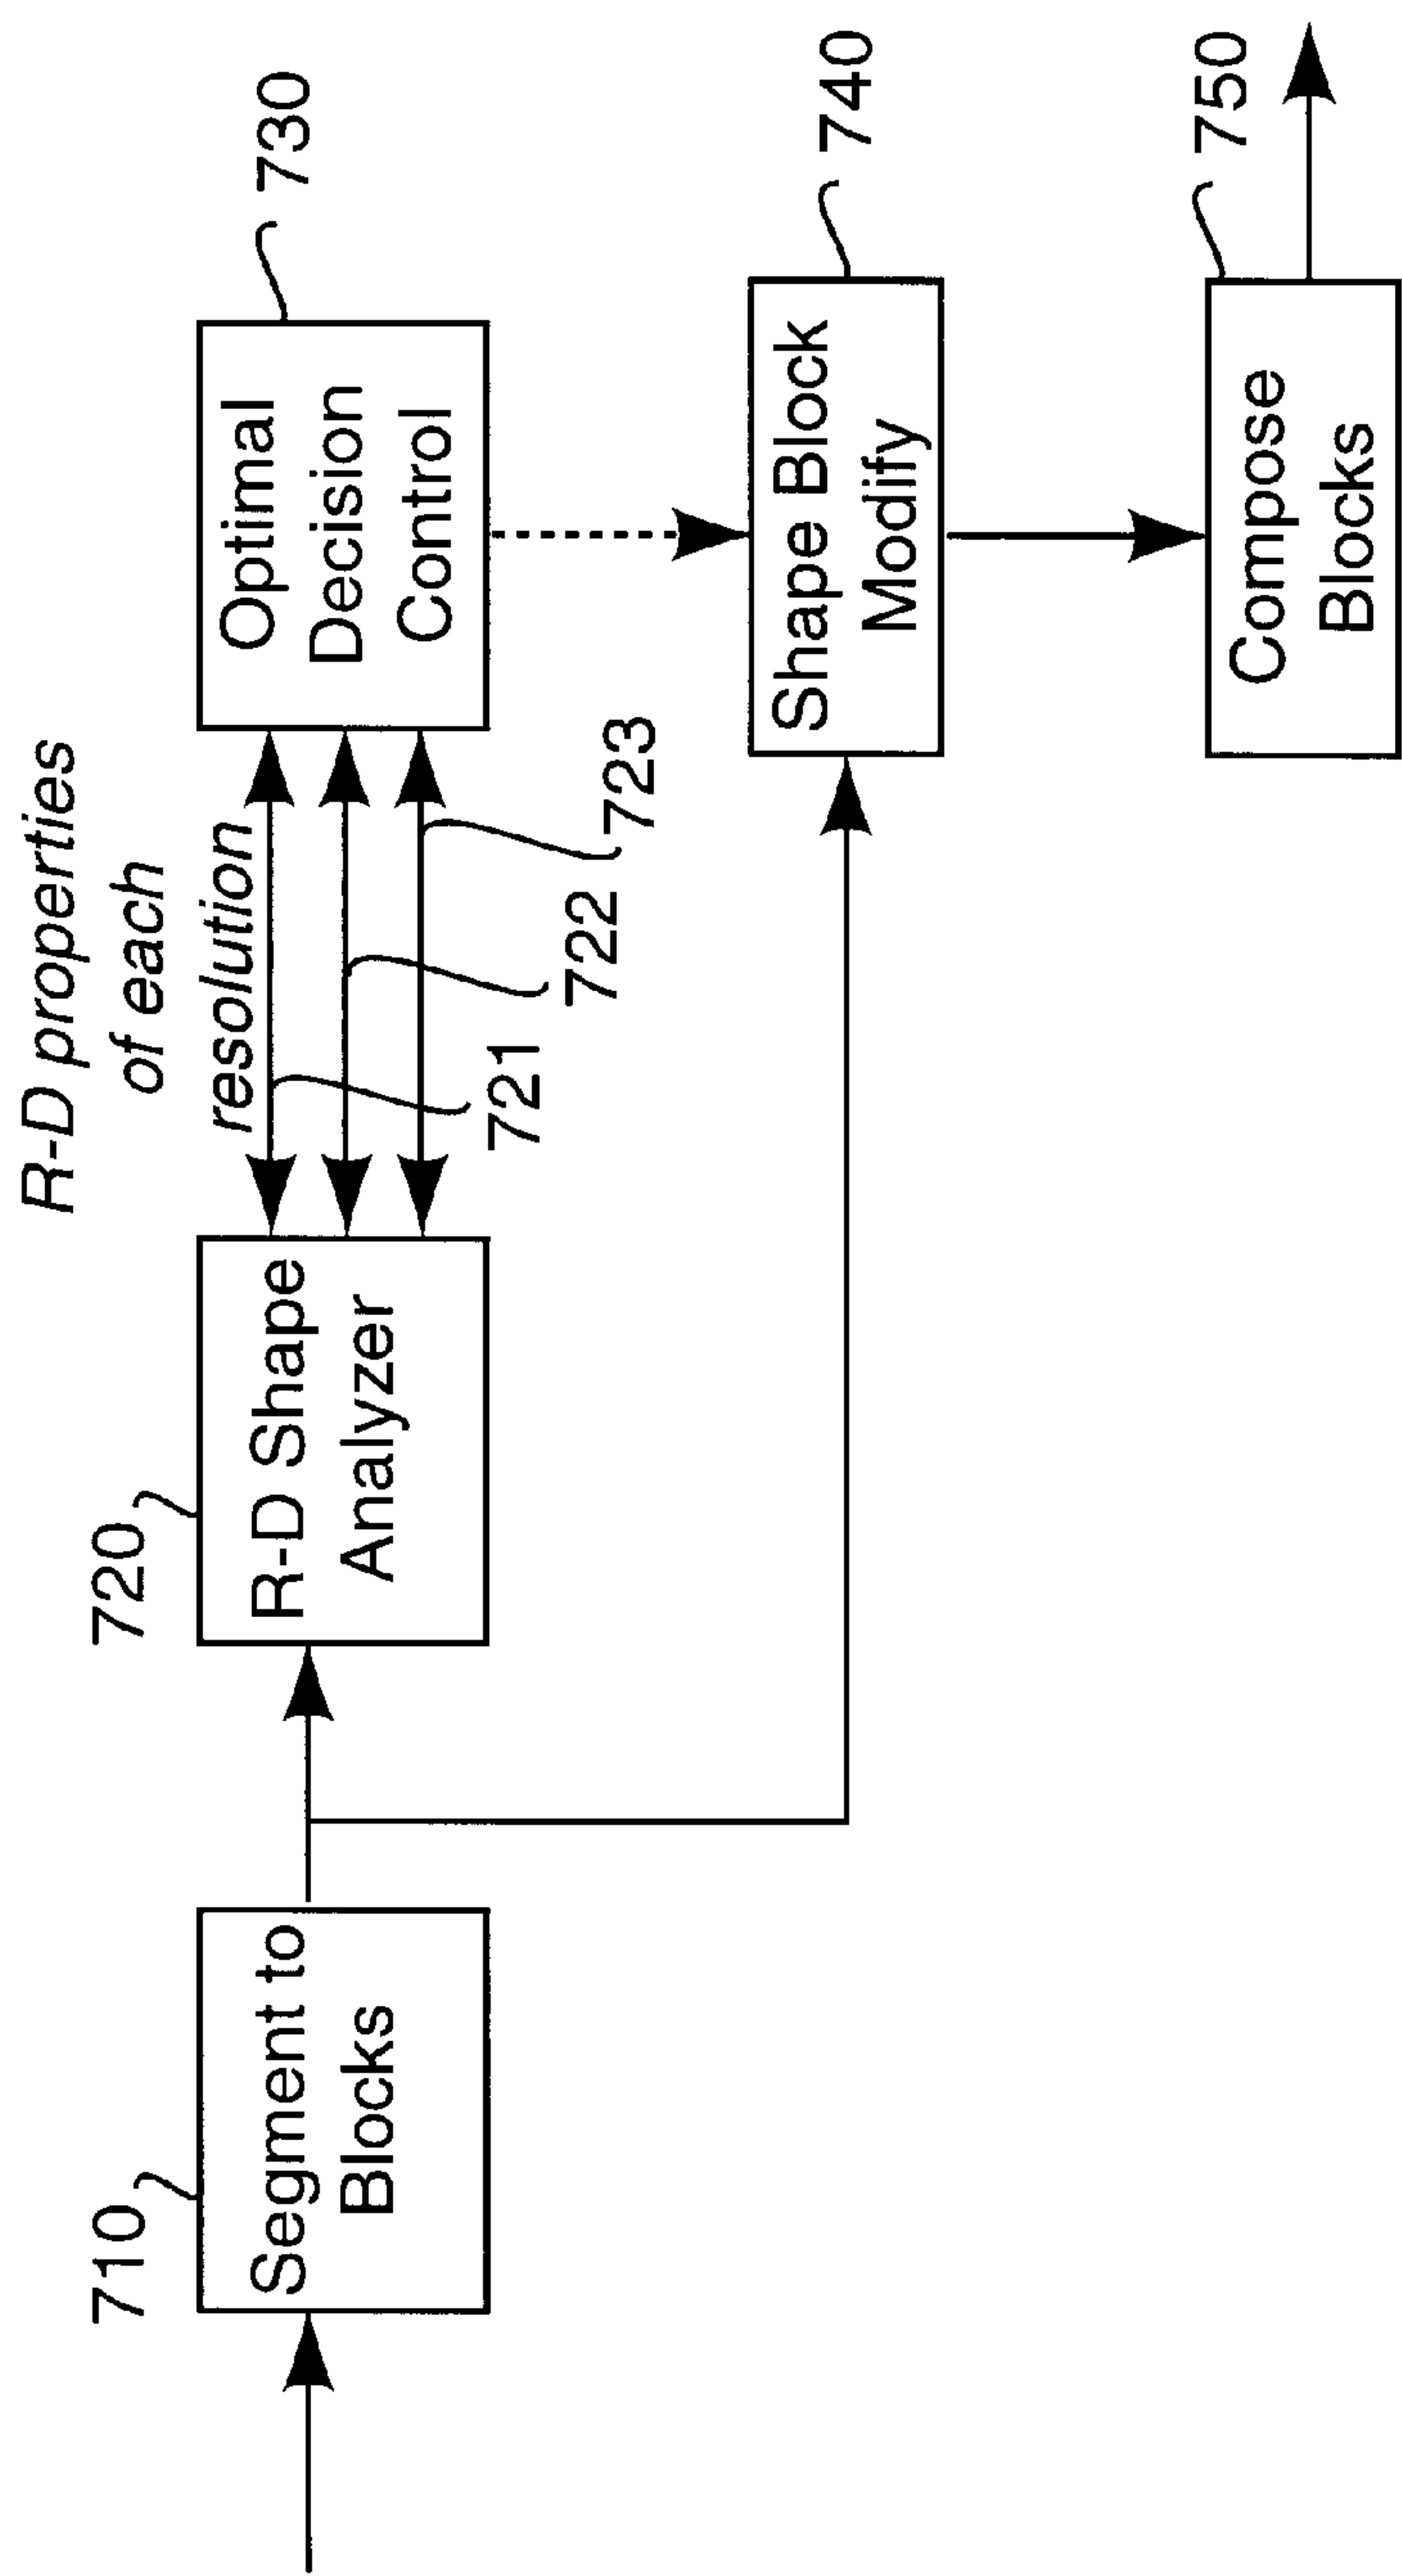 R-D properties
of each
resolution
710
Segment to
Blocks
720
R-D Shape
Analyzer
721
722
723
730
Optimal
Decision
Control
740
Shape Block
Modify
750
Compose
Blocks